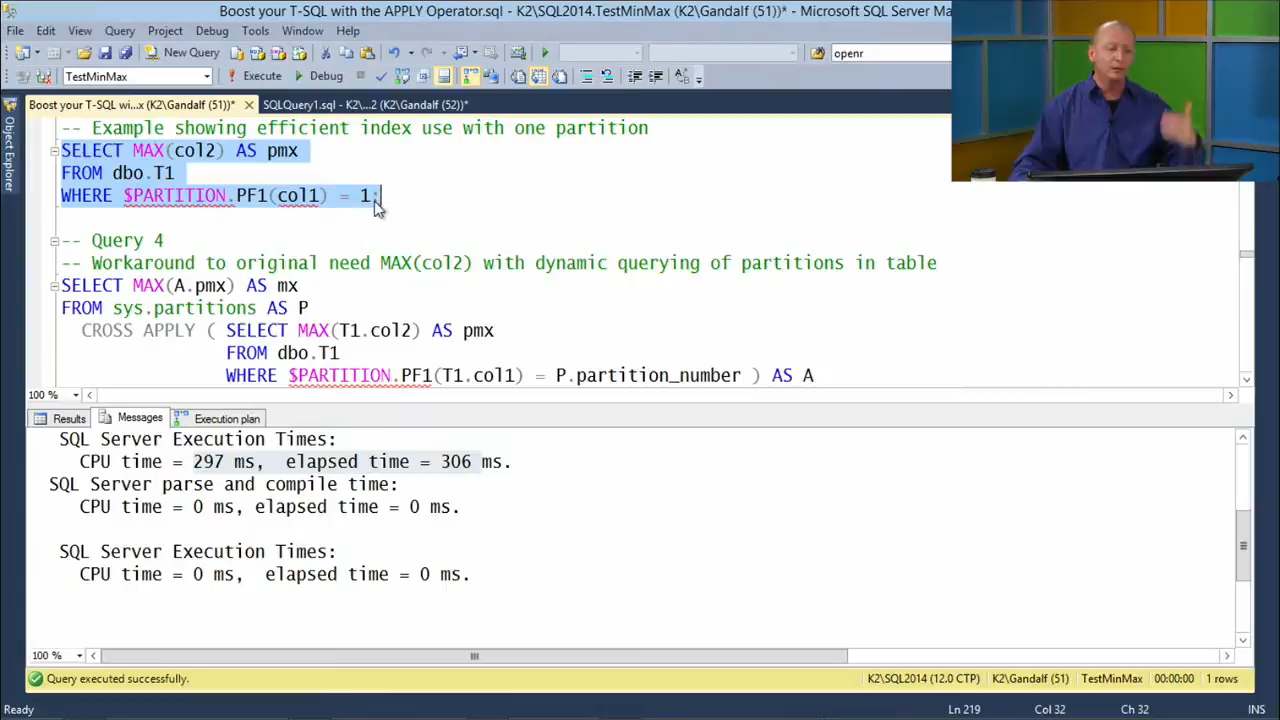 Boost your T-SQL with the APPLY Operator.sql - K2\SQL2014.TestMinMax (K2\Gandalf (51))* - Microsoft SQL Server Ma
File Edit View Query Project Debug Tools Window Help
New Query
openr
TestMinMax
Execute
Debug
Boost your T-SQL wi...x (K2\Gandalf (51))*
SQLQuery1.sql - K2\...2 (K2\Gandalf (52))*
Object Explorer
-- Example showing efficient index use with one partition
SELECT MAX(col2) AS pmx
FROM dbo.T1
WHERE $PARTITION.PF1(col1) = 1;
-- Query 4
-- Workaround to original need MAX(col2) with dynamic querying of partitions in table
SELECT MAX(A.pmx) AS mx
FROM sys.partitions AS P
CROSS APPLY ( SELECT MAX(T1.col2) AS pmx
FROM dbo.T1
WHERE $PARTITION.PF1(T1.col1) = P.partition_number ) AS A
100 %
Results
Messages
Execution plan
SQL Server Execution Times:
CPU time = 297 ms,  elapsed time = 306 ms.
SQL Server parse and compile time:
CPU time = 0 ms, elapsed time = 0 ms.
SQL Server Execution Times:
CPU time = 0 ms,  elapsed time = 0 ms.
100 %
Query executed successfully.
K2\SQL2014 (12.0 CTP)
K2\Gandalf (51)
TestMinMax
00:00:00
1 rows
Ready
Ln 219
Col 32
Ch 32
INS